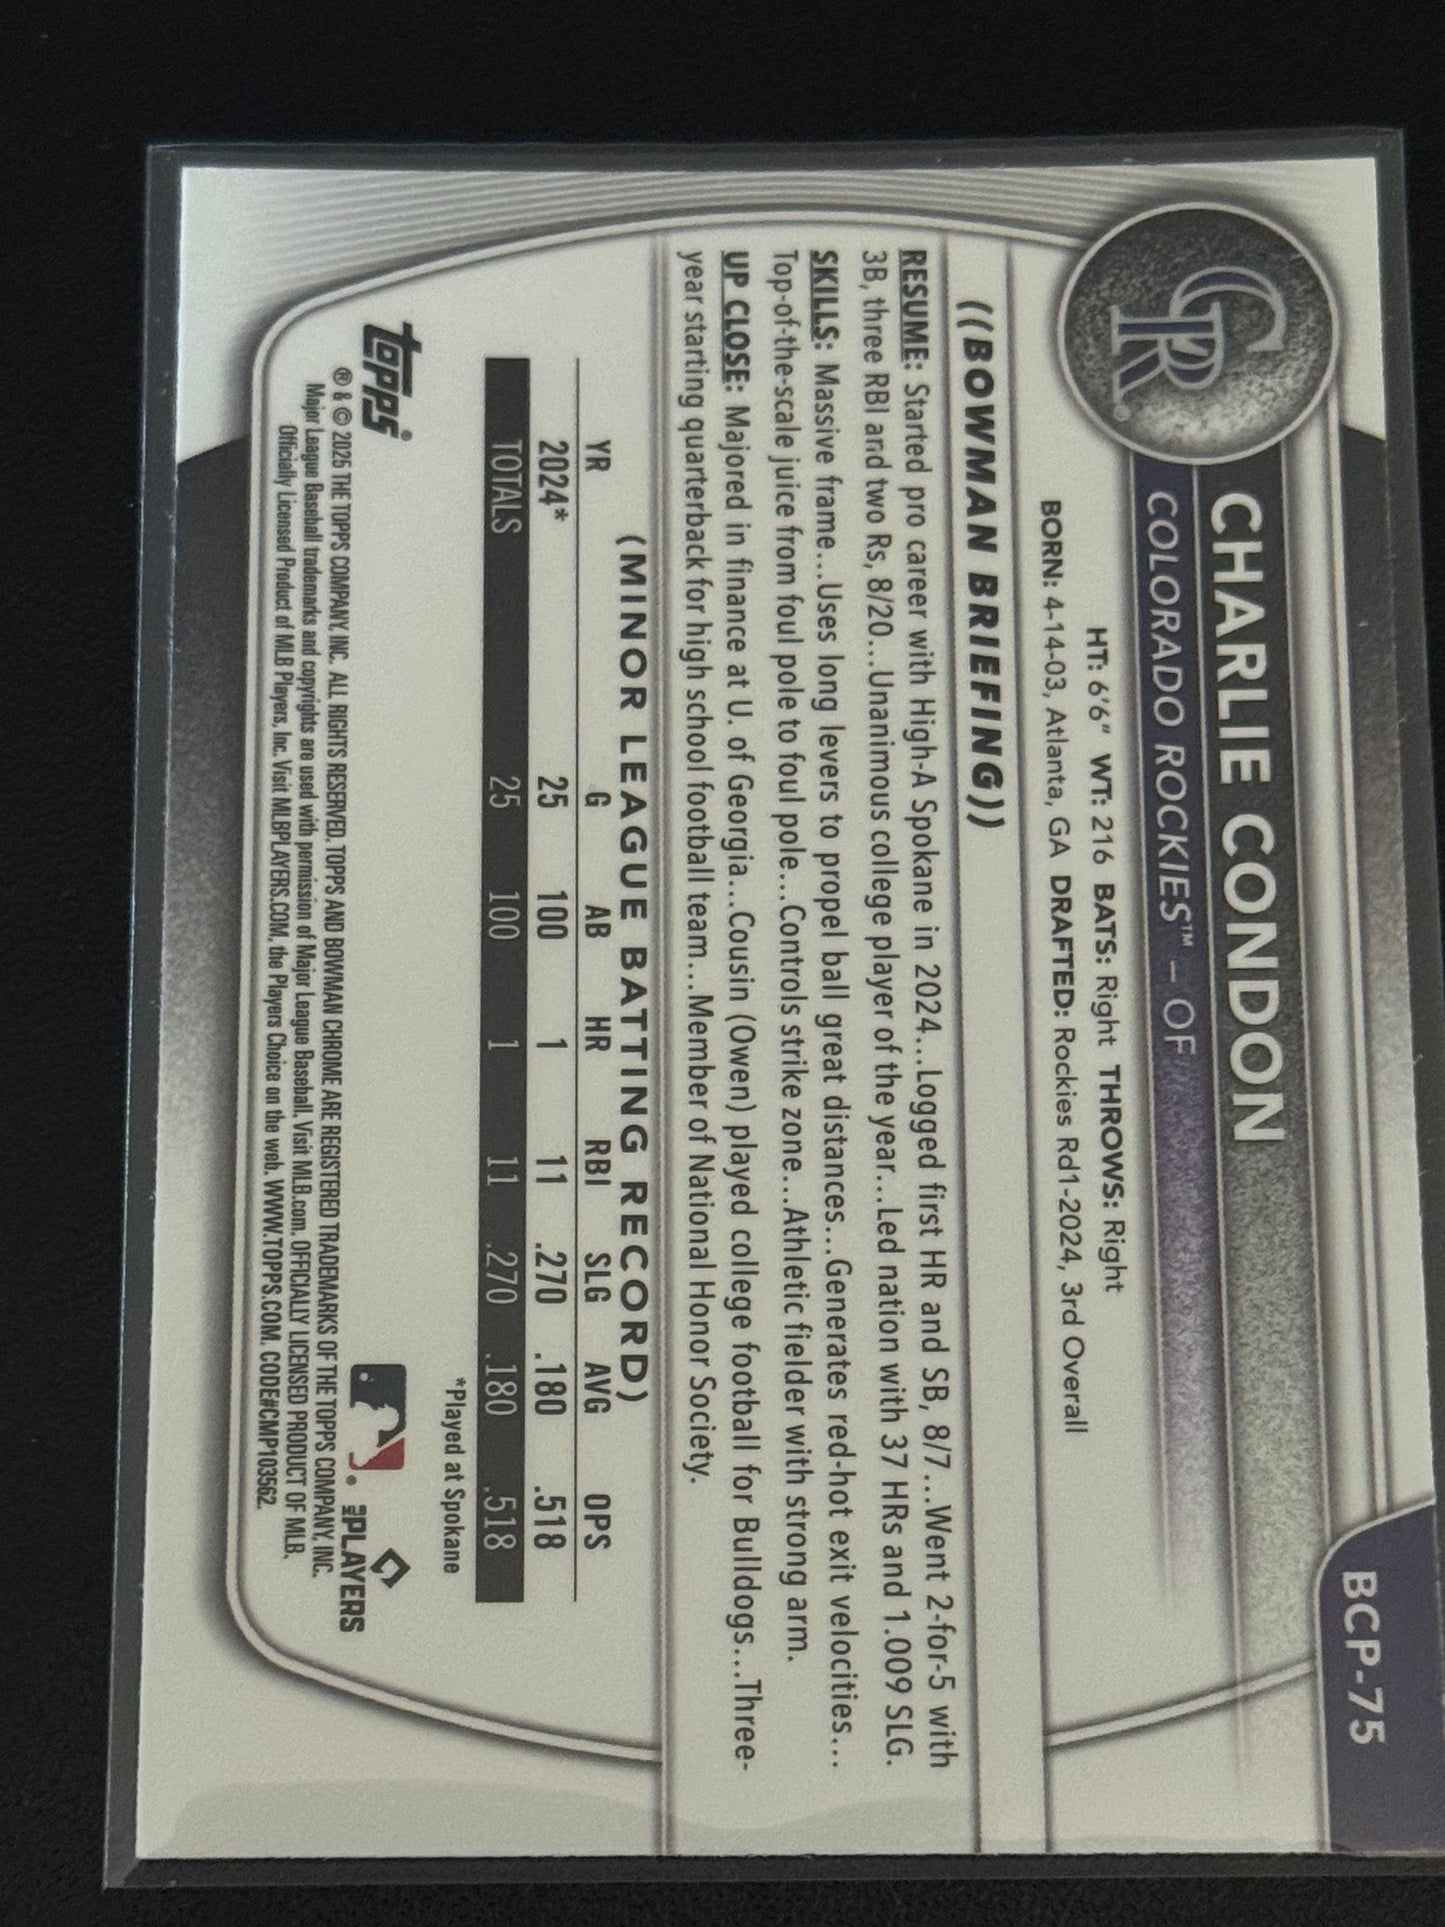 BCP-75
CR
CHARLIE CONDON
COLORADO ROCKIES™ – OF
HT: 6'6" WT: 216 BATS: Right THROWS: Right
BORN: 4-14-03, Atlanta, GA DRAFTED: Rockies Rd1-2024, 3rd Overall
((BOWMAN BRIEFING))
RESUME: Started pro career with High-A Spokane in 2024...Logged first HR and SB, 8/7...Went 2-for-5 with
3B, three RBI and two Rs, 8/20...Unanimous college player of the year...Led nation with 37 HRs and 1.009 SLG.
SKILLS: Massive frame...Uses long levers to propel ball great distances...Generates red-hot exit velocities...
Top-of-the-scale juice from foul pole to foul pole...Controls strike zone...Athletic fielder with strong arm.
UP CLOSE: Majored in finance at U. of Georgia...Cousin (Owen) played college football for Bulldogs...Three-
year starting quarterback for high school football team...Member of National Honor Society.
(MINOR LEAGUE BATTING RECORD)
YR G AB HR RBI SLG AVG OPS
2024* 25 100 1 11 .270 .180 .518
TOTALS 25 100 1 11 .270 .180 .518
*Played at Spokane
topps®
MLB PLAYERS
® & © 2025 THE TOPPS COMPANY, INC. ALL RIGHTS RESERVED. TOPPS AND BOWMAN CHROME ARE REGISTERED TRADEMARKS OF THE TOPPS COMPANY, INC.
Major League Baseball trademarks and copyrights are used with permission of Major League Baseball. Visit MLB.com. OFFICIALLY LICENSED PRODUCT OF MLB.
Officially Licensed Product of MLB Players, Inc. Visit MLBPLAYERS.COM, the Players Choice on the web. WWW.TOPPS.COM. CODE#CMP103562.